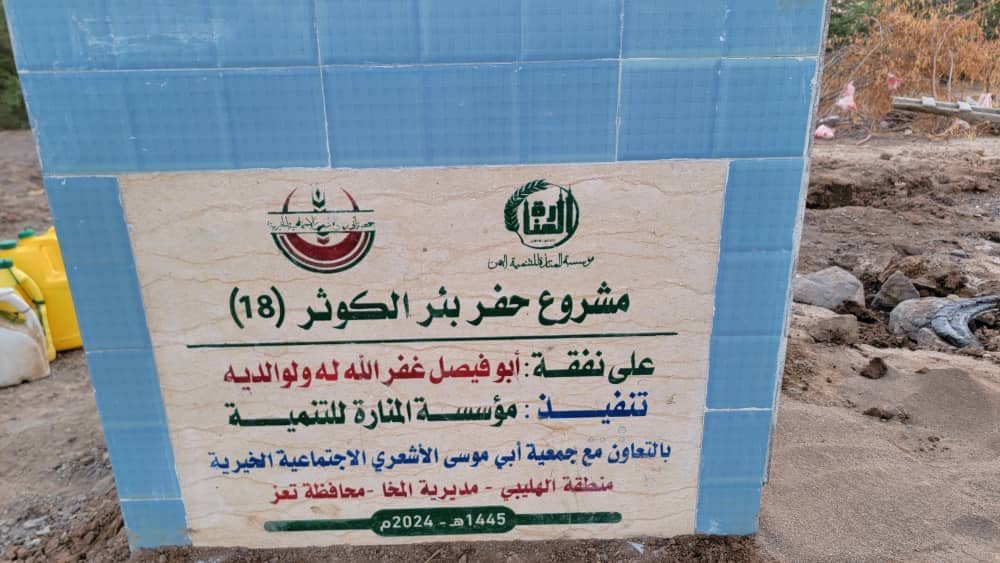 المنارة
مؤسسة المنارة للتنمية اليمن
مشروع حفر بئر الكوثر (18)
على نفقة : أبو فيصل غفر الله له ولوالديه
تنفيذ : مؤسسة المنارة للتنمية
بالتعاون مع جمعية أبي موسى الأشعري الاجتماعية الخيرية
منطقة الهليبي - مديرية المخا - محافظة تعز
1445هـ - 2024م